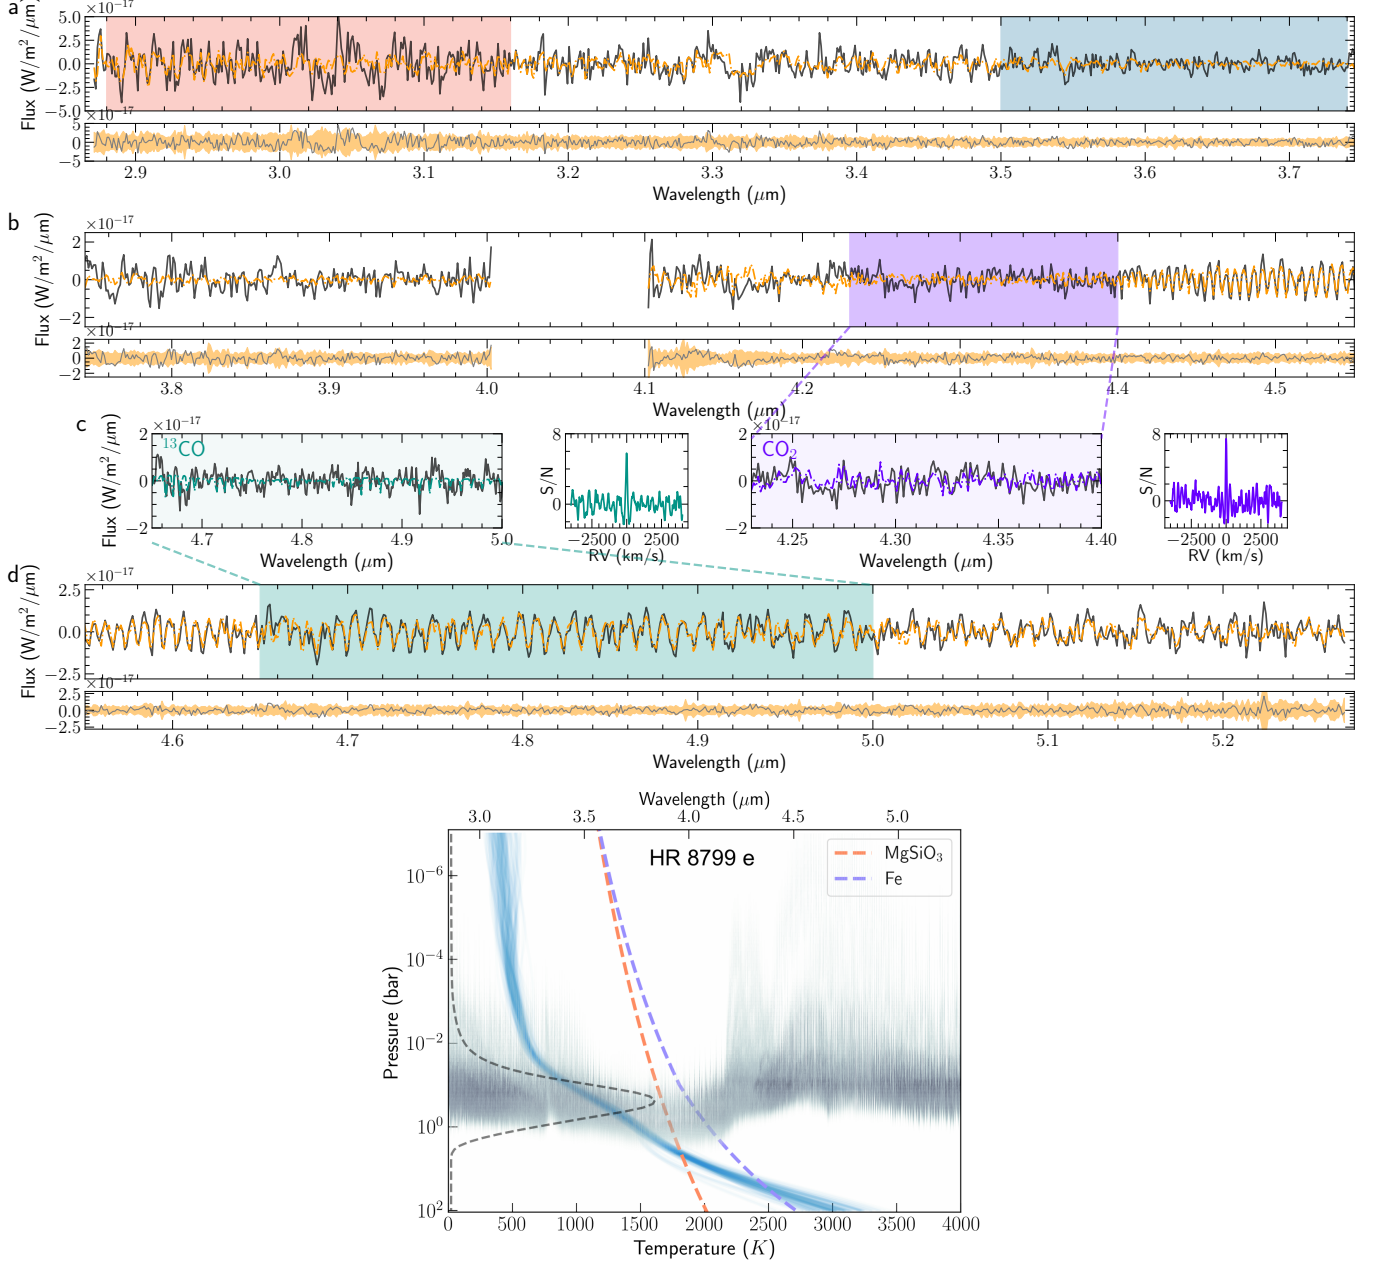 a
Flux (W/m²/μm)
5.0 ×10⁻¹⁷
2.5
0.0
−2.5
−5.0
×10⁻¹⁷
5
0
−5
2.9 3.0 3.1 3.2 3.3 3.4 3.5 3.6 3.7
Wavelength (μm)
b
Flux (W/m²/μm)
×10⁻¹⁷
2
0
−2
×10⁻¹⁷
2
0
−2
3.8 3.9 4.0 4.1 4.2 4.3 4.4 4.5
Wavelength (μm)
c
Flux (W/m²/μm)
×10⁻¹⁷
2
0
−2
¹³CO
4.7 4.8 4.9 5.0
Wavelength (μm)
S/N
8
0
−2500 2500
RV (km/s)
×10⁻¹⁷
2
0
−2
CO₂
4.25 4.30 4.35 4.40
Wavelength (μm)
S/N
8
0
−2500 2500
RV (km/s)
d
Flux (W/m²/μm)
×10⁻¹⁷
2.5
0.0
−2.5
×10⁻¹⁷
2.5
0.0
−2.5
4.6 4.7 4.8 4.9 5.0 5.1 5.2
Wavelength (μm)
Wavelength (μm)
3.0 3.5 4.0 4.5 5.0
HR 8799 e
MgSiO₃
Fe
Pressure (bar)
10⁻⁶
10⁻⁴
10⁻²
10⁰
10²
0 500 1000 1500 2000 2500 3000 3500 4000
Temperature (K)